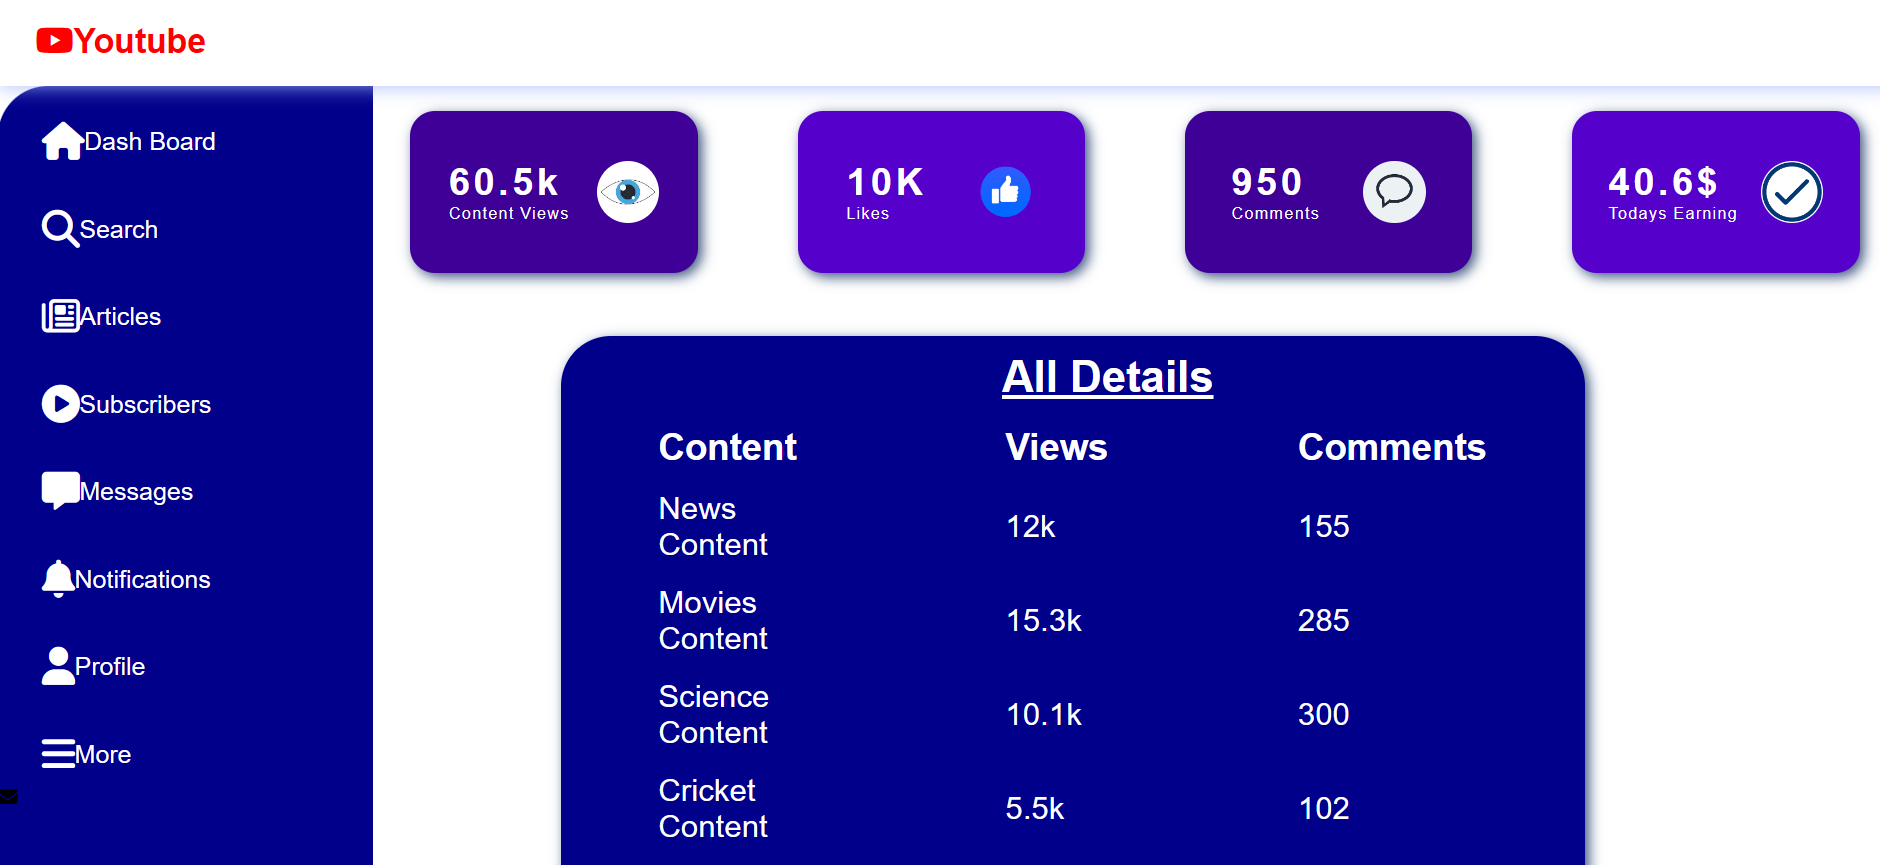 Youtube
Dash Board
Search
Articles
Subscribers
Messages
Notifications
Profile
More
60.5k
Content Views
10K
Likes
950
Comments
40.6$
Todays Earning
All Details
Content Views Comments
News
Content 12k 155
Movies
Content 15.3k 285
Science
Content 10.1k 300
Cricket
Content 5.5k 102